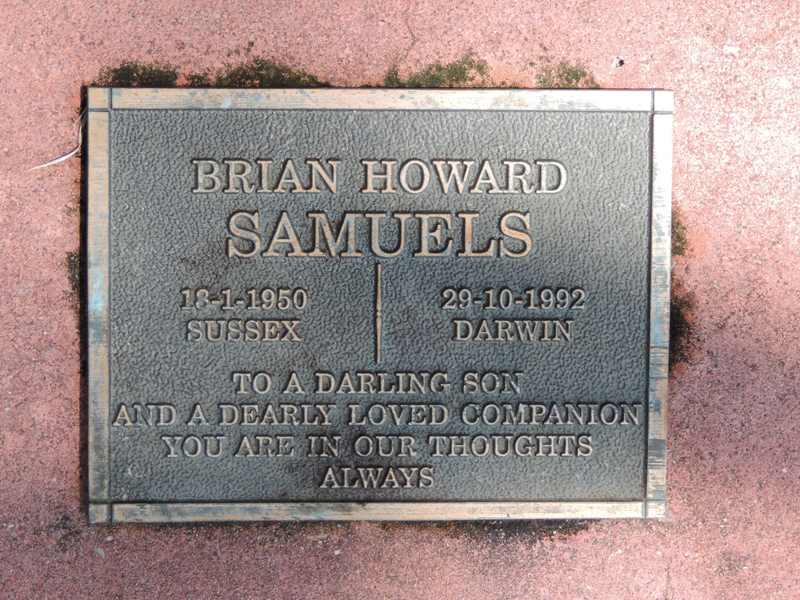 BRIAN HOWARD
SAMUELS
18-1-1950
SUSSEX
29-10-1992
DARWIN
TO A DARLING SON
AND A DEARLY LOVED COMPANION
YOU ARE IN OUR THOUGHTS
ALWAYS